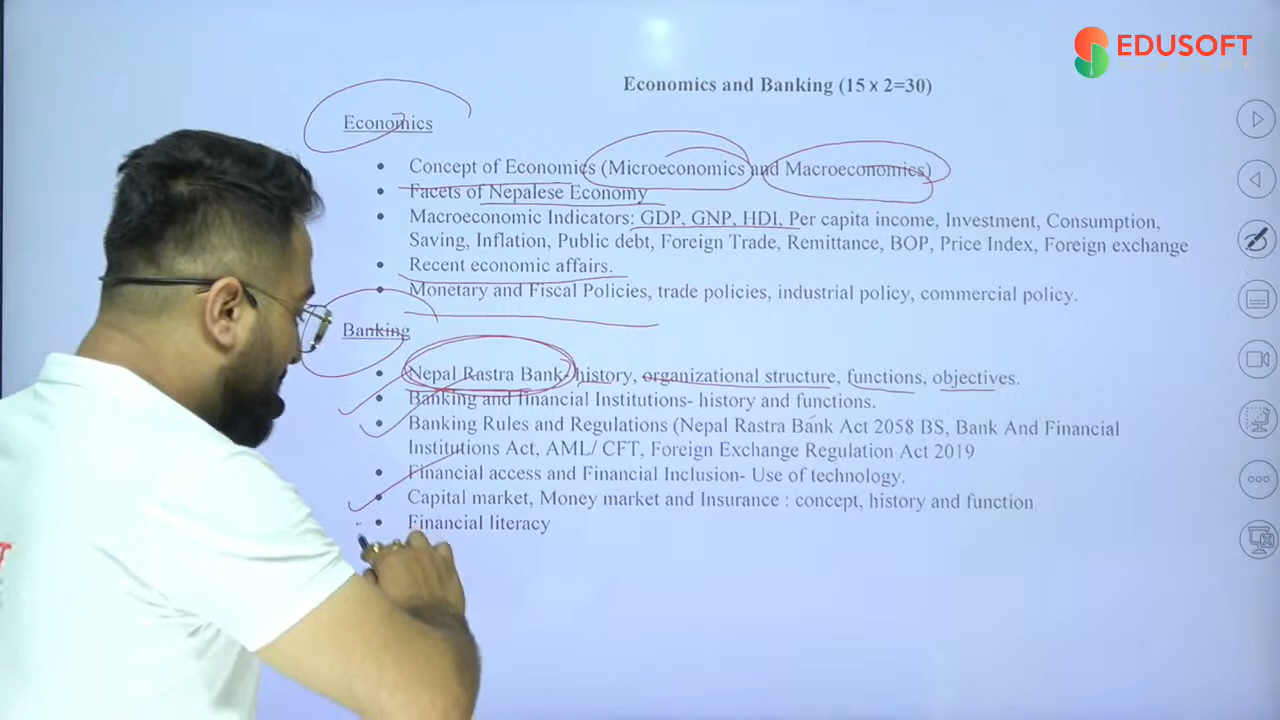 EDUSOFT
Economics and Banking (15 x 2=30)
Economics
• Concept of Economics (Microeconomics and Macroeconomics)
• Facets of Nepalese Economy
• Macroeconomic Indicators: GDP, GNP, HDI, Per capita income, Investment, Consumption,
Saving, Inflation, Public debt, Foreign Trade, Remittance, BOP, Price Index, Foreign exchange
• Recent economic affairs.
• Monetary and Fiscal Policies, trade policies, industrial policy, commercial policy.
Banking
• Nepal Rastra Bank- history, organizational structure, functions, objectives.
• Banking and financial Institutions- history and functions.
• Banking Rules and Regulations (Nepal Rastra Bank Act 2058 BS, Bank And Financial
Institutions Act, AML/ CFT, Foreign Exchange Regulation Act 2019
• Financial access and Financial Inclusion- Use of technology.
• Capital market, Money market and Insurance : concept, history and function
• Financial literacy